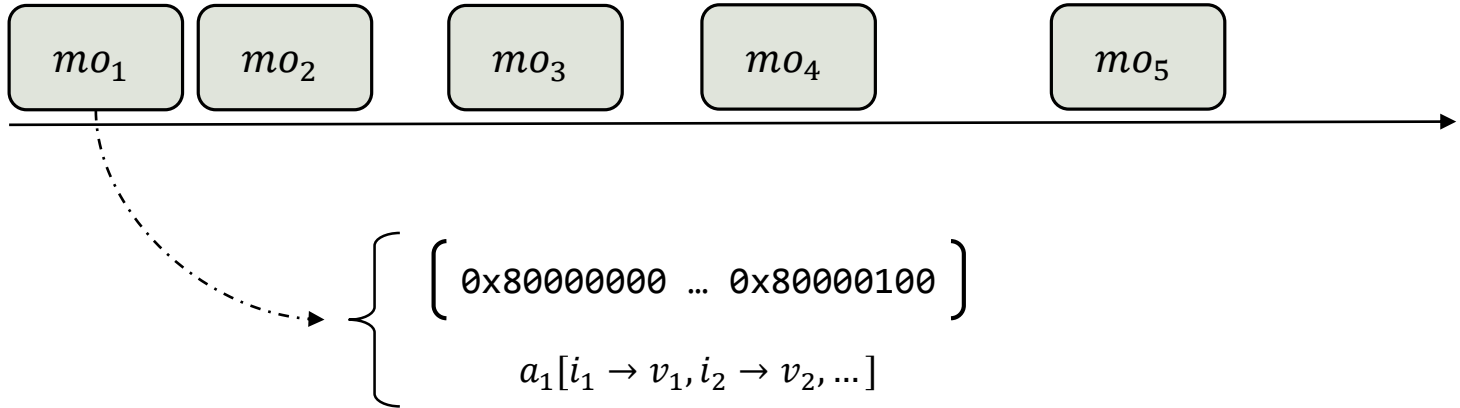 mo₁ mo₂ mo₃ mo₄ mo₅
0x80000000 … 0x80000100
a₁[i₁ → v₁, i₂ → v₂, … ]